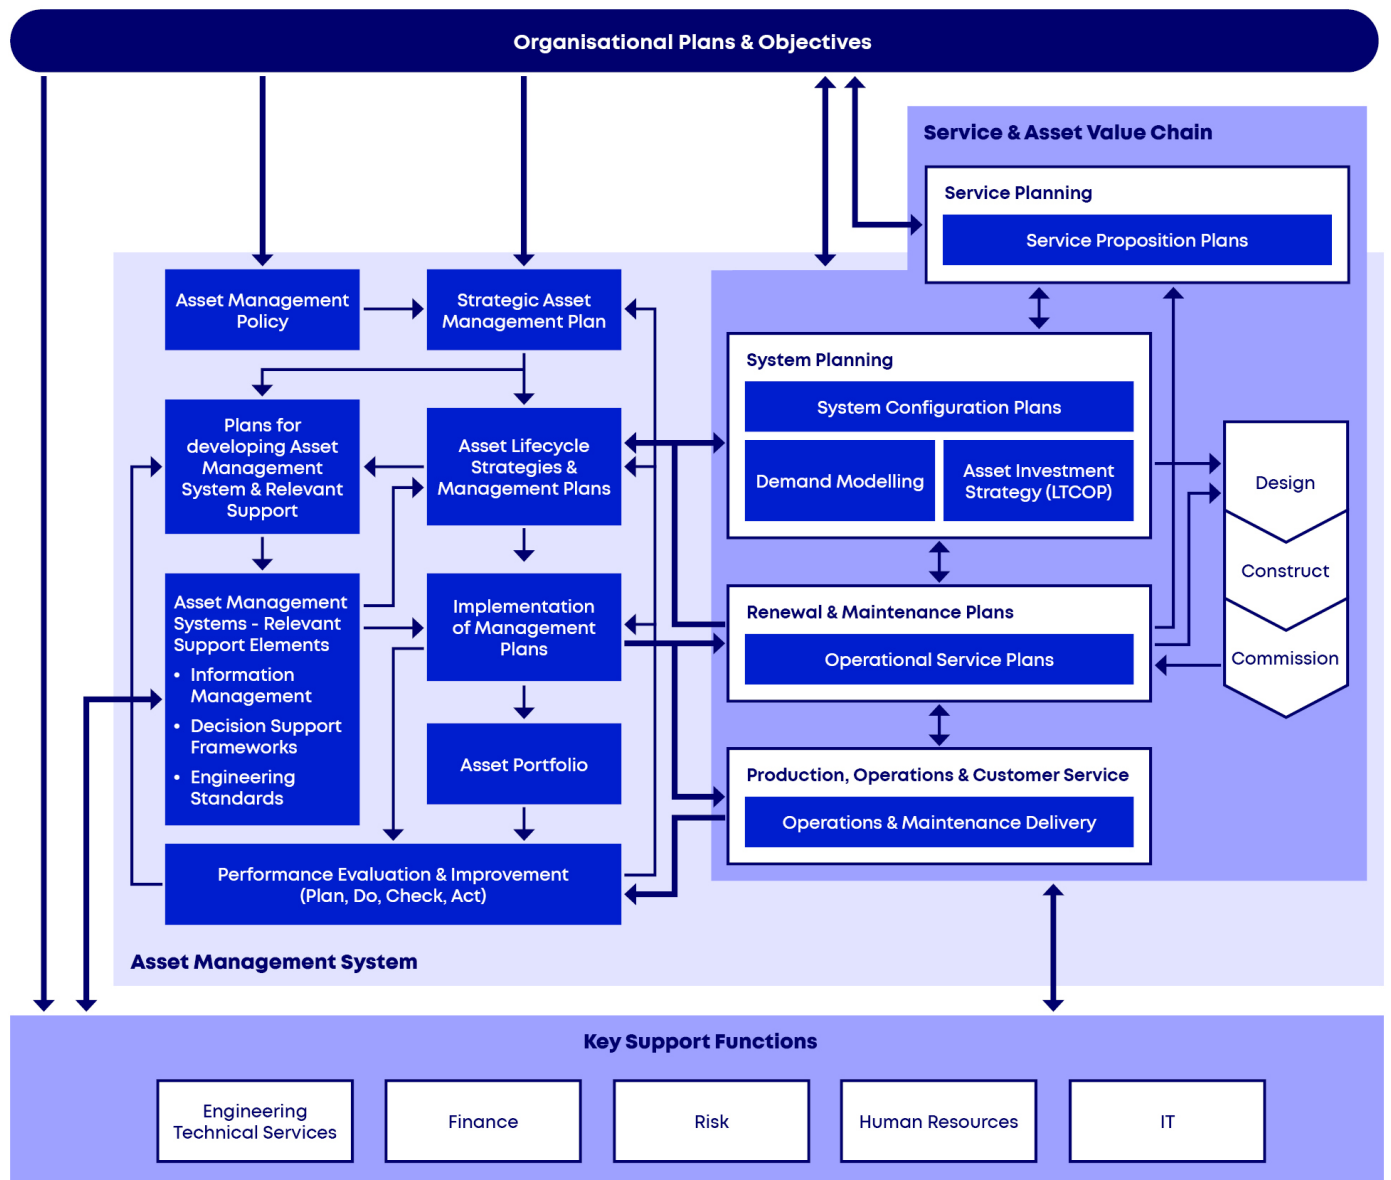 Organisational Plans & Objectives
Service & Asset Value Chain
Service Planning
Service Proposition Plans
Asset Management
Policy
Strategic Asset
Management Plan
System Planning
System Configuration Plans
Demand Modelling
Asset Investment
Strategy (LTCOP)
Plans for
developing Asset
Management
System & Relevant
Support
Asset Lifecycle
Strategies &
Management Plans
Design
Construct
Commission
Asset Management
Systems - Relevant
Support Elements
• Information
Management
• Decision Support
Frameworks
• Engineering
Standards
Implementation
of Management
Plans
Renewal & Maintenance Plans
Operational Service Plans
Asset Portfolio
Production, Operations & Customer Service
Operations & Maintenance Delivery
Performance Evaluation & Improvement
(Plan, Do, Check, Act)
Asset Management System
Key Support Functions
Engineering
Technical Services
Finance
Risk
Human Resources
IT